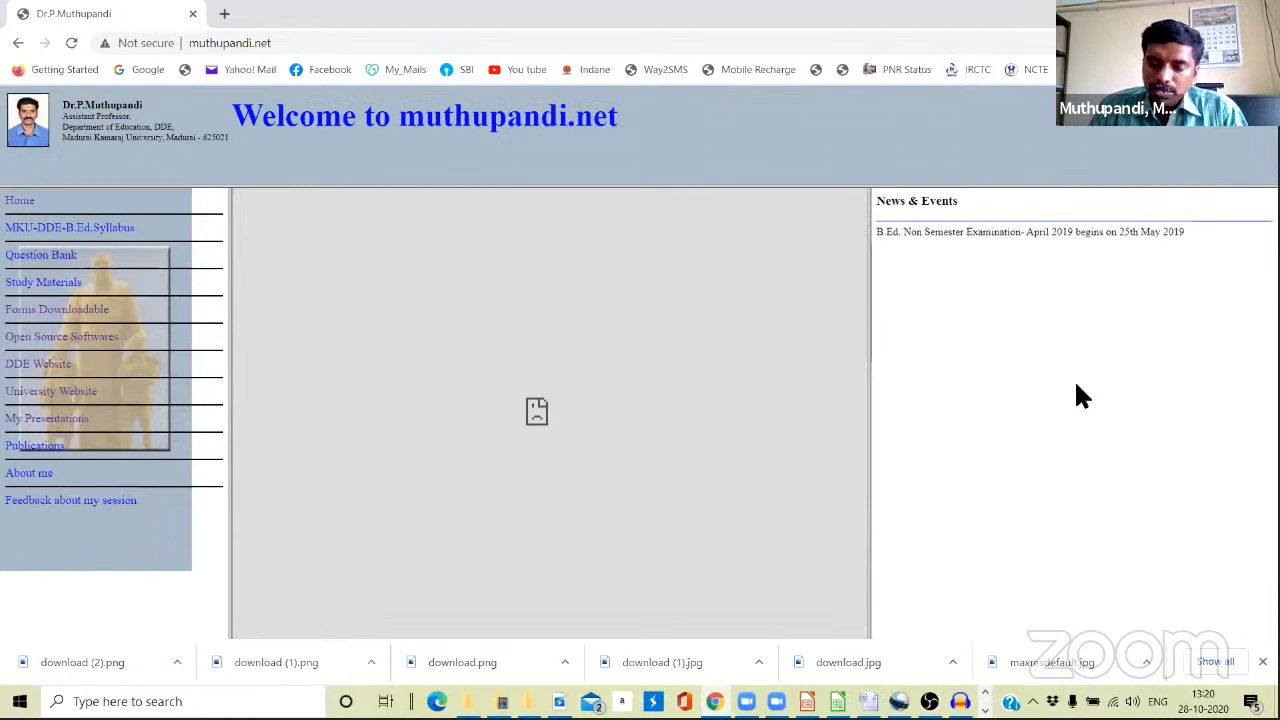 Dr.P.Muthupandi
Not secure | muthupandi.net
Getting Started
Google
Yahoo! Mail
Facebook
My_Mails
SBI
Youtube
Indane
Way2SMS
Mobile Recharge
PNR Status
IRCTC
NCTE
Dr.P.Muthupandi
Assistant Professor,
Department of Education, DDE,
Madurai Kamaraj University, Madurai - 625021
Welcome to muthupandi.net
Muthupandi, M...
Home
MKU-DDE-B.Ed.Syllabus
Question Bank
Study Materials
Forms Downloadable
Open Source Softwares
DDE Website
University Website
My Presentations
Publications
About me
Feedback about my session
News & Events
B.Ed. Non Semester Examination- April 2019 begins on 25th May 2019
zoom
download (2).png
download (1).png
download.png
download (1).jpg
download.jpg
maxresdefault.jpg
Show all
Type here to search
2
a
ENG
13:20
28-10-2020
5